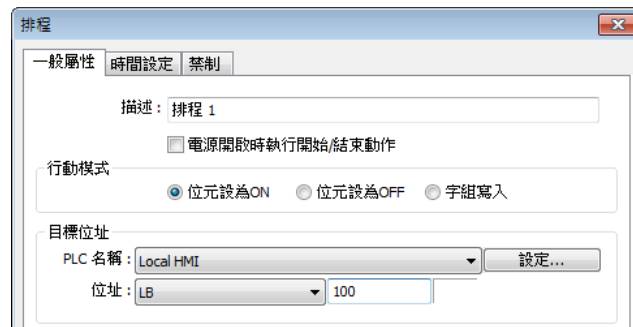 排程
一般屬性 時間設定 禁制
描述： 排程 1
電源開啟時執行開始/結束動作
行動模式
位元設為ON 位元設為OFF 字組寫入
目標位址
PLC 名稱： Local HMI 設定...
位址： LB 100